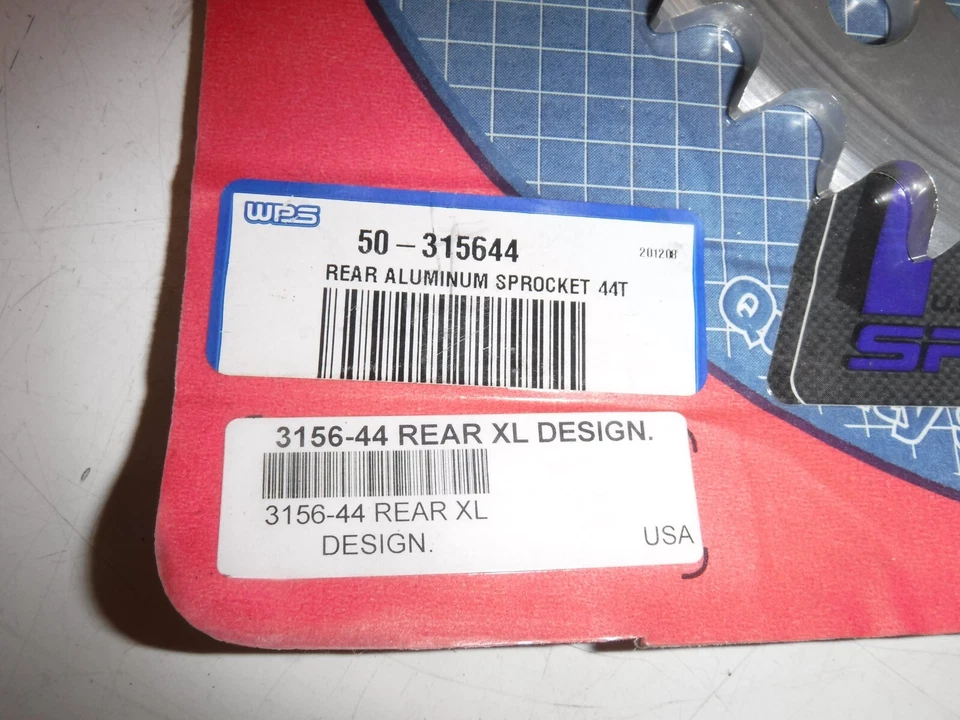 WPS
50-315644
201208
REAR ALUMINUM SPROCKET 44T
3156-44 REAR XL DESIGN.
3156-44 REAR XL
DESIGN.
USA